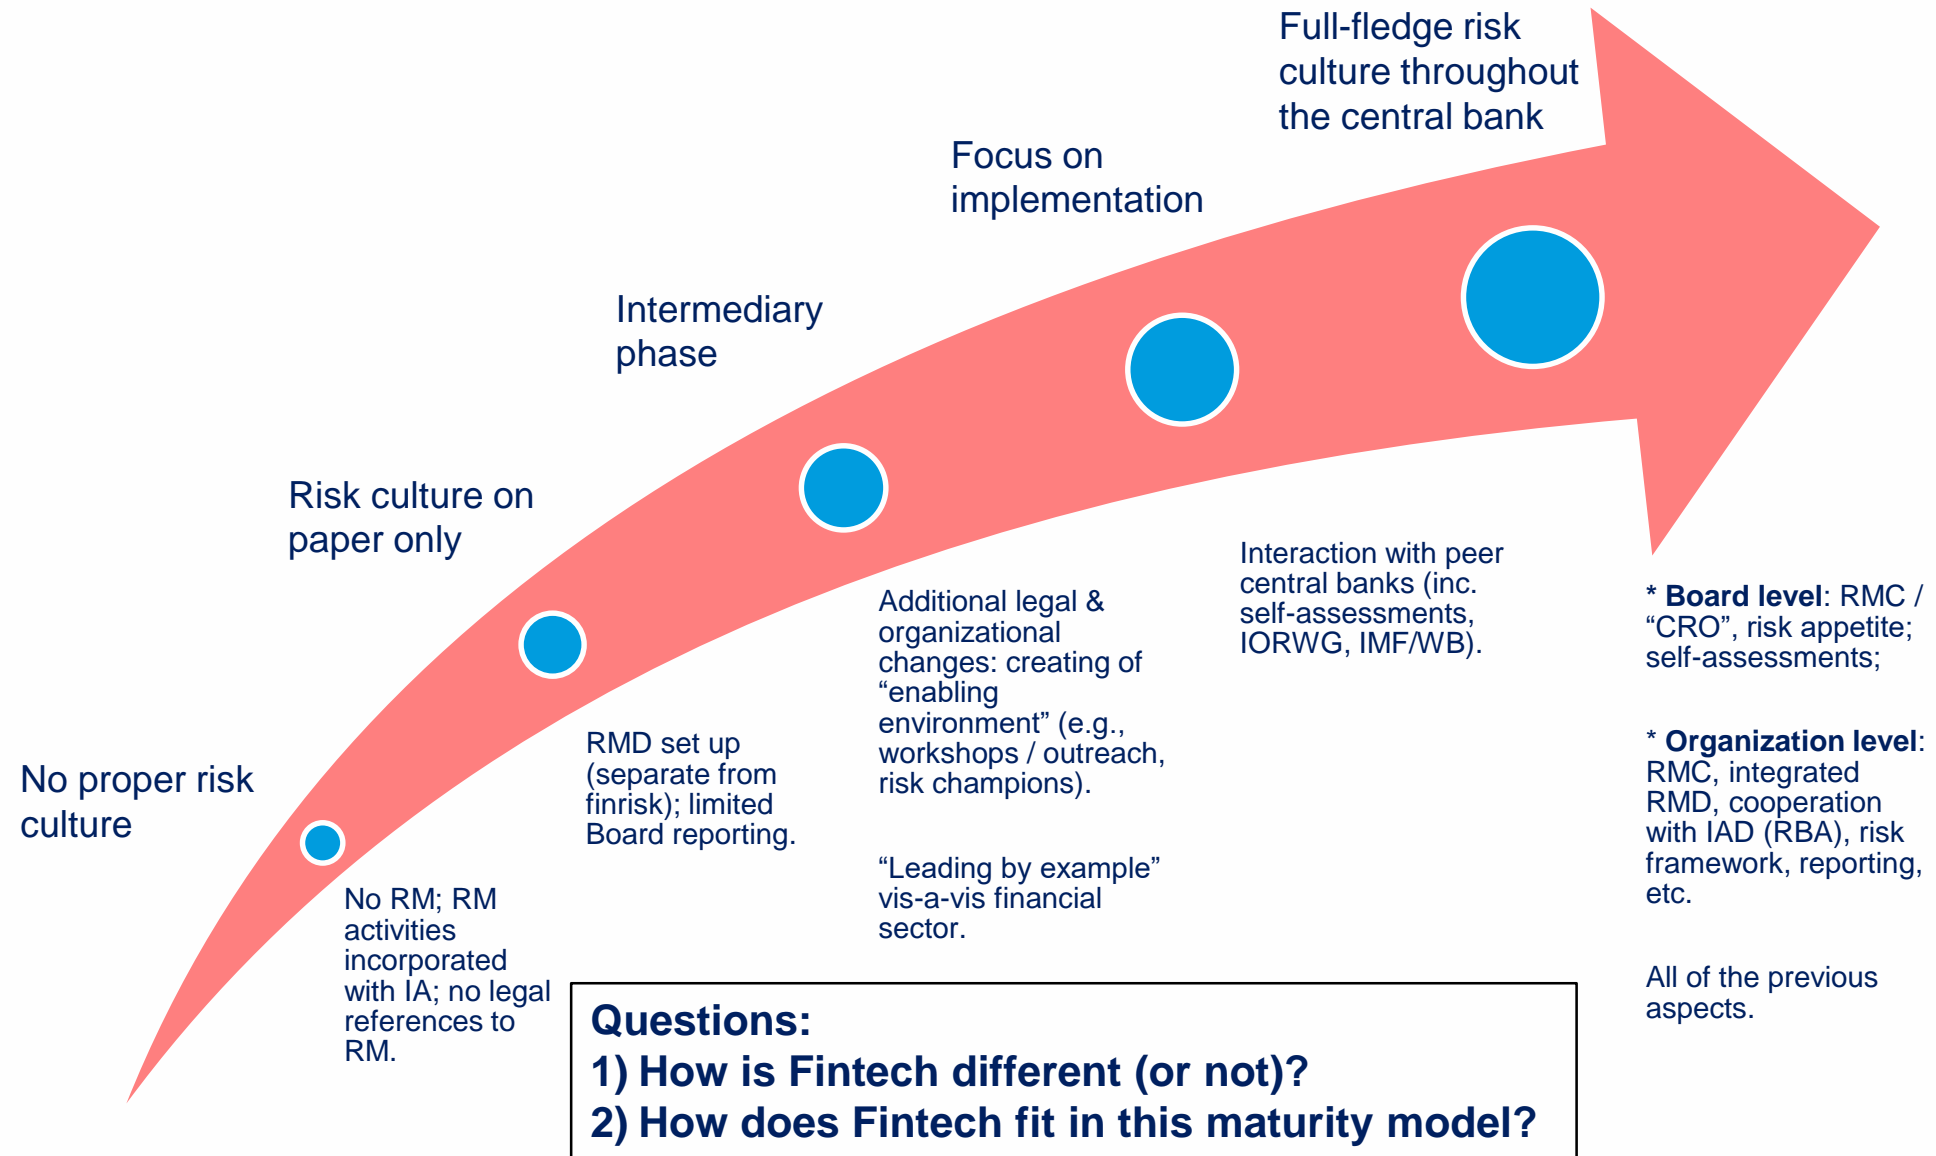 Full-fledge risk
culture throughout
the central bank
Focus on
implementation
Intermediary
phase
Risk culture on
paper only
No proper risk
culture
No RM; RM
activities
incorporated
with IA; no legal
references to
RM.
RMD set up
(separate from
finrisk); limited
Board reporting.
Additional legal &
organizational
changes: creating of
“enabling
environment” (e.g.,
workshops / outreach,
risk champions).
“Leading by example”
vis-a-vis financial
sector.
Interaction with peer
central banks (inc.
self-assessments,
IORWG, IMF/WB).
* Board level: RMC /
“CRO”, risk appetite;
self-assessments;
* Organization level:
RMC, integrated
RMD, cooperation
with IAD (RBA), risk
framework, reporting,
etc.
All of the previous
aspects.
Questions:
1) How is Fintech different (or not)?
2) How does Fintech fit in this maturity model?